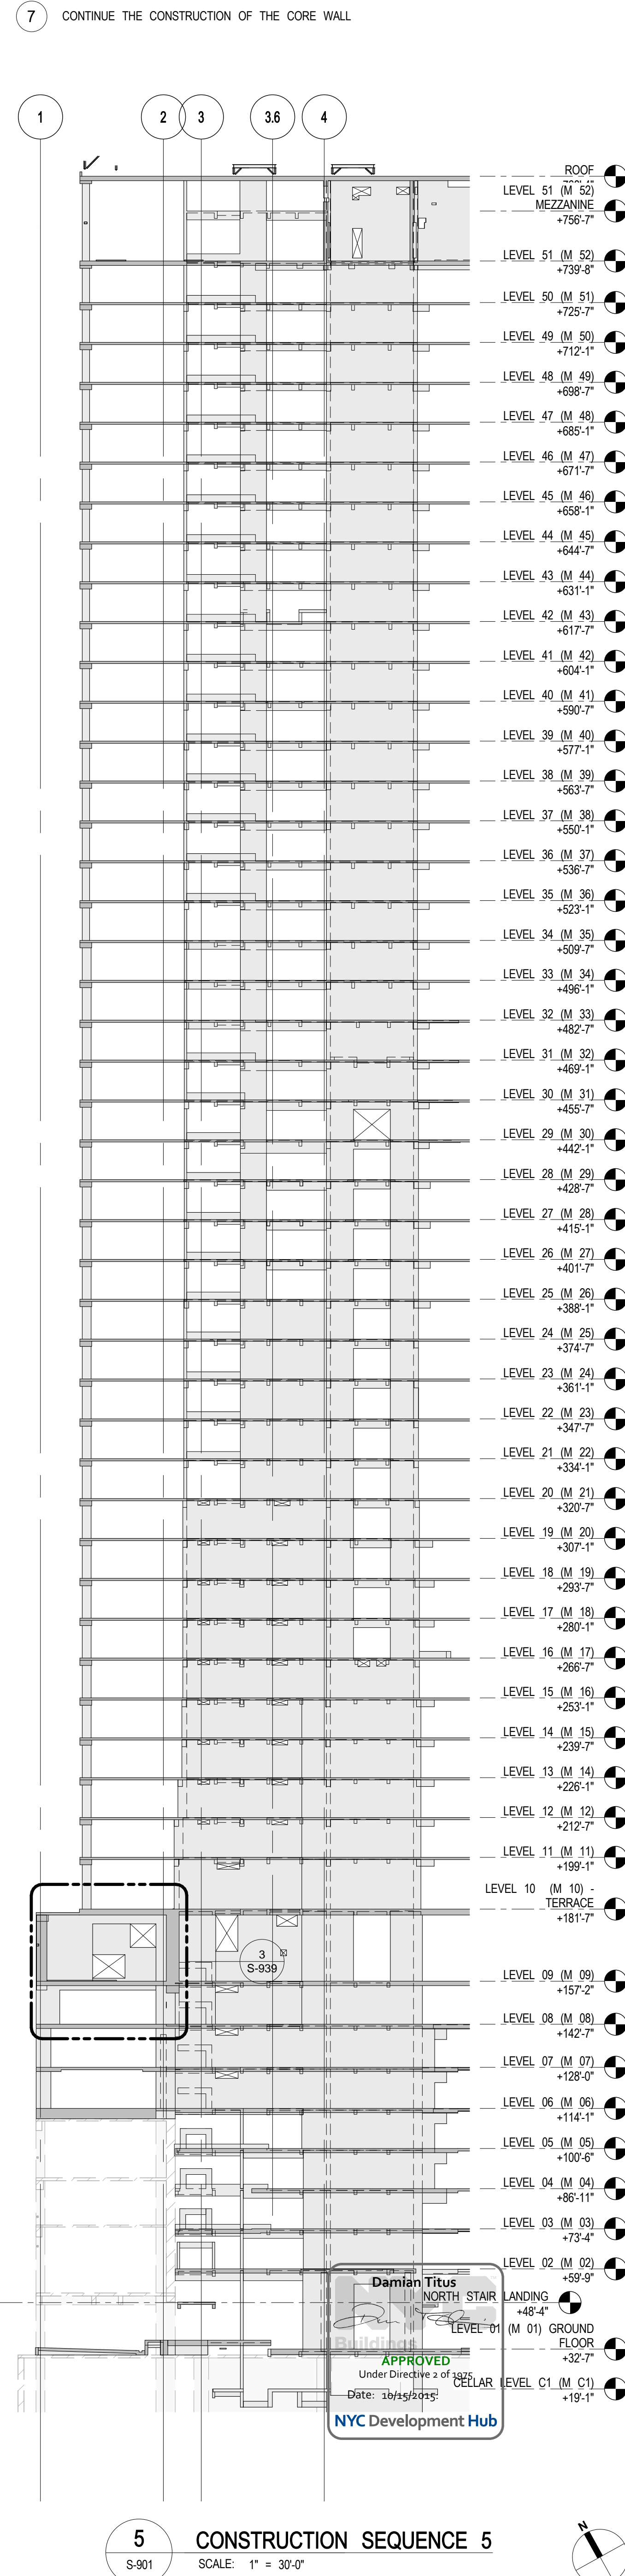 7 CONTINUE THE CONSTRUCTION OF THE CORE WALL
1 2 3 3.6 4
ROOF
LEVEL 51 (M 52)
MEZZANINE
+756'-7"
LEVEL 51 (M 52)
+739'-8"
LEVEL 50 (M 51)
+725'-7"
LEVEL 49 (M 50)
+712'-1"
LEVEL 48 (M 49)
+698'-7"
LEVEL 47 (M 48)
+685'-1"
LEVEL 46 (M 47)
+671'-7"
LEVEL 45 (M 46)
+658'-1"
LEVEL 44 (M 45)
+644'-7"
LEVEL 43 (M 44)
+631'-1"
LEVEL 42 (M 43)
+617'-7"
LEVEL 41 (M 42)
+604'-1"
LEVEL 40 (M 41)
+590'-7"
LEVEL 39 (M 40)
+577'-1"
LEVEL 38 (M 39)
+563'-7"
LEVEL 37 (M 38)
+550'-1"
LEVEL 36 (M 37)
+536'-7"
LEVEL 35 (M 36)
+523'-1"
LEVEL 34 (M 35)
+509'-7"
LEVEL 33 (M 34)
+496'-1"
LEVEL 32 (M 33)
+482'-7"
LEVEL 31 (M 32)
+469'-1"
LEVEL 30 (M 31)
+455'-7"
LEVEL 29 (M 30)
+442'-1"
LEVEL 28 (M 29)
+428'-7"
LEVEL 27 (M 28)
+415'-1"
LEVEL 26 (M 27)
+401'-7"
LEVEL 25 (M 26)
+388'-1"
LEVEL 24 (M 25)
+374'-7"
LEVEL 23 (M 24)
+361'-1"
LEVEL 22 (M 23)
+347'-7"
LEVEL 21 (M 22)
+334'-1"
LEVEL 20 (M 21)
+320'-7"
LEVEL 19 (M 20)
+307'-1"
LEVEL 18 (M 19)
+293'-7"
LEVEL 17 (M 18)
+280'-1"
LEVEL 16 (M 17)
+266'-7"
LEVEL 15 (M 16)
+253'-1"
LEVEL 14 (M 15)
+239'-7"
LEVEL 13 (M 14)
+226'-1"
LEVEL 12 (M 12)
+212'-7"
LEVEL 11 (M 11)
+199'-1"
LEVEL 10 (M 10) -
TERRACE
+181'-7"
3
S-939
LEVEL 09 (M 09)
+157'-2"
LEVEL 08 (M 08)
+142'-7"
LEVEL 07 (M 07)
+128'-0"
LEVEL 06 (M 06)
+114'-1"
LEVEL 05 (M 05)
+100'-6"
LEVEL 04 (M 04)
+86'-11"
LEVEL 03 (M 03)
+73'-4"
LEVEL 02 (M 02)
+59'-9"
Damian Titus
NORTH STAIR LANDING
+48'-4"
LEVEL 01 (M 01) GROUND
FLOOR
+32'-7"
Buildings
APPROVED
Under Directive 2 of 1975
CELLAR LEVEL C1 (M C1)
+19'-1"
Date: 10/15/2015
NYC Development Hub
5
S-901
CONSTRUCTION SEQUENCE 5
SCALE: 1" = 30'-0"
N